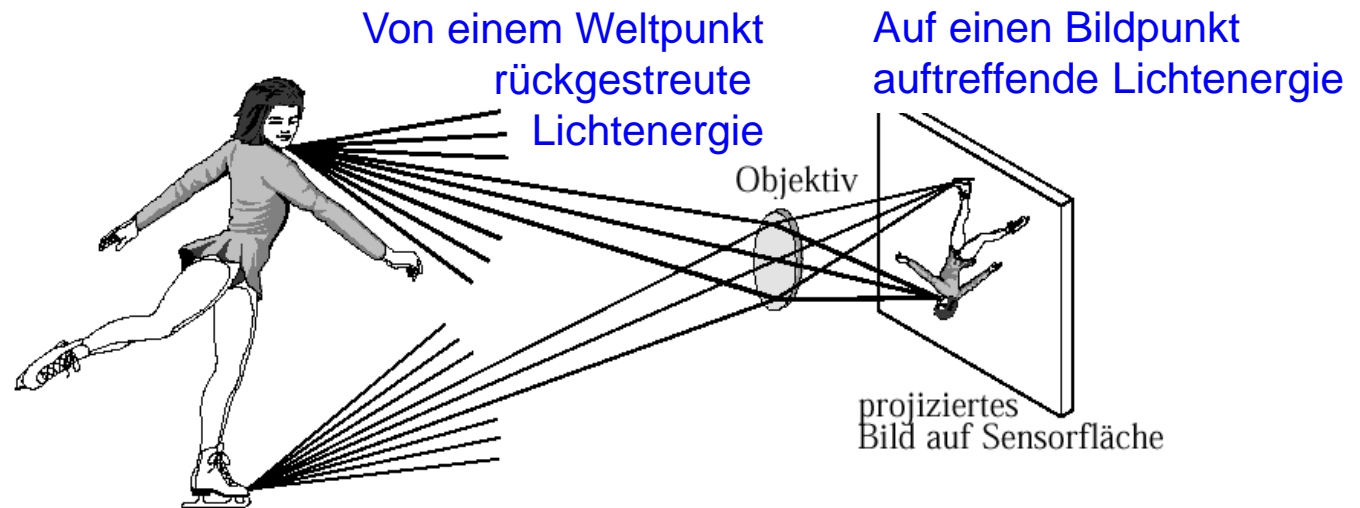 Von einem Weltpunkt
rückgestreute
Lichtenergie
Auf einen Bildpunkt
auftreffende Lichtenergie
Objektiv
projiziertes
Bild auf Sensorfläche